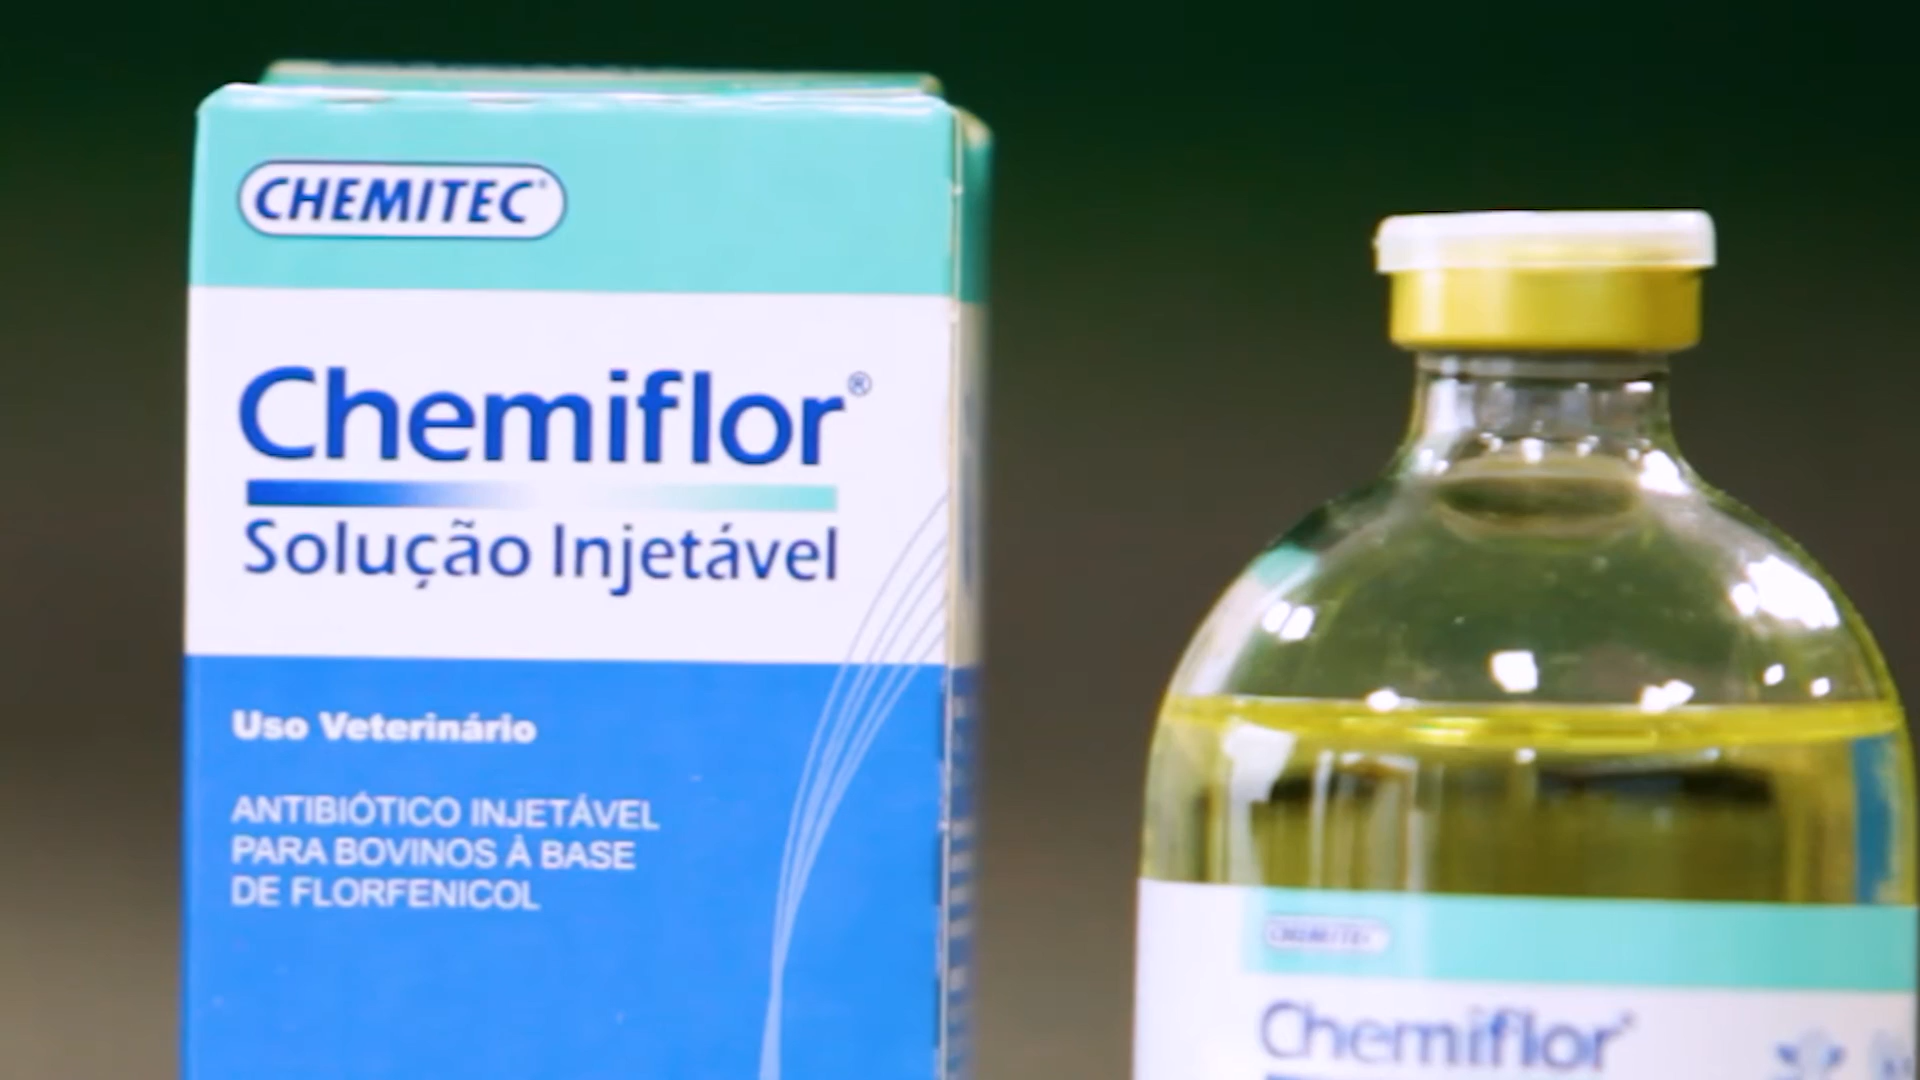 CHEMITEC®
Chemiflor®
Solução Injetável
Uso Veterinário
ANTIBIÓTICO INJETÁVEL
PARA BOVINOS À BASE
DE FLORFENICOL
CHEMITEC
Chemiflor®